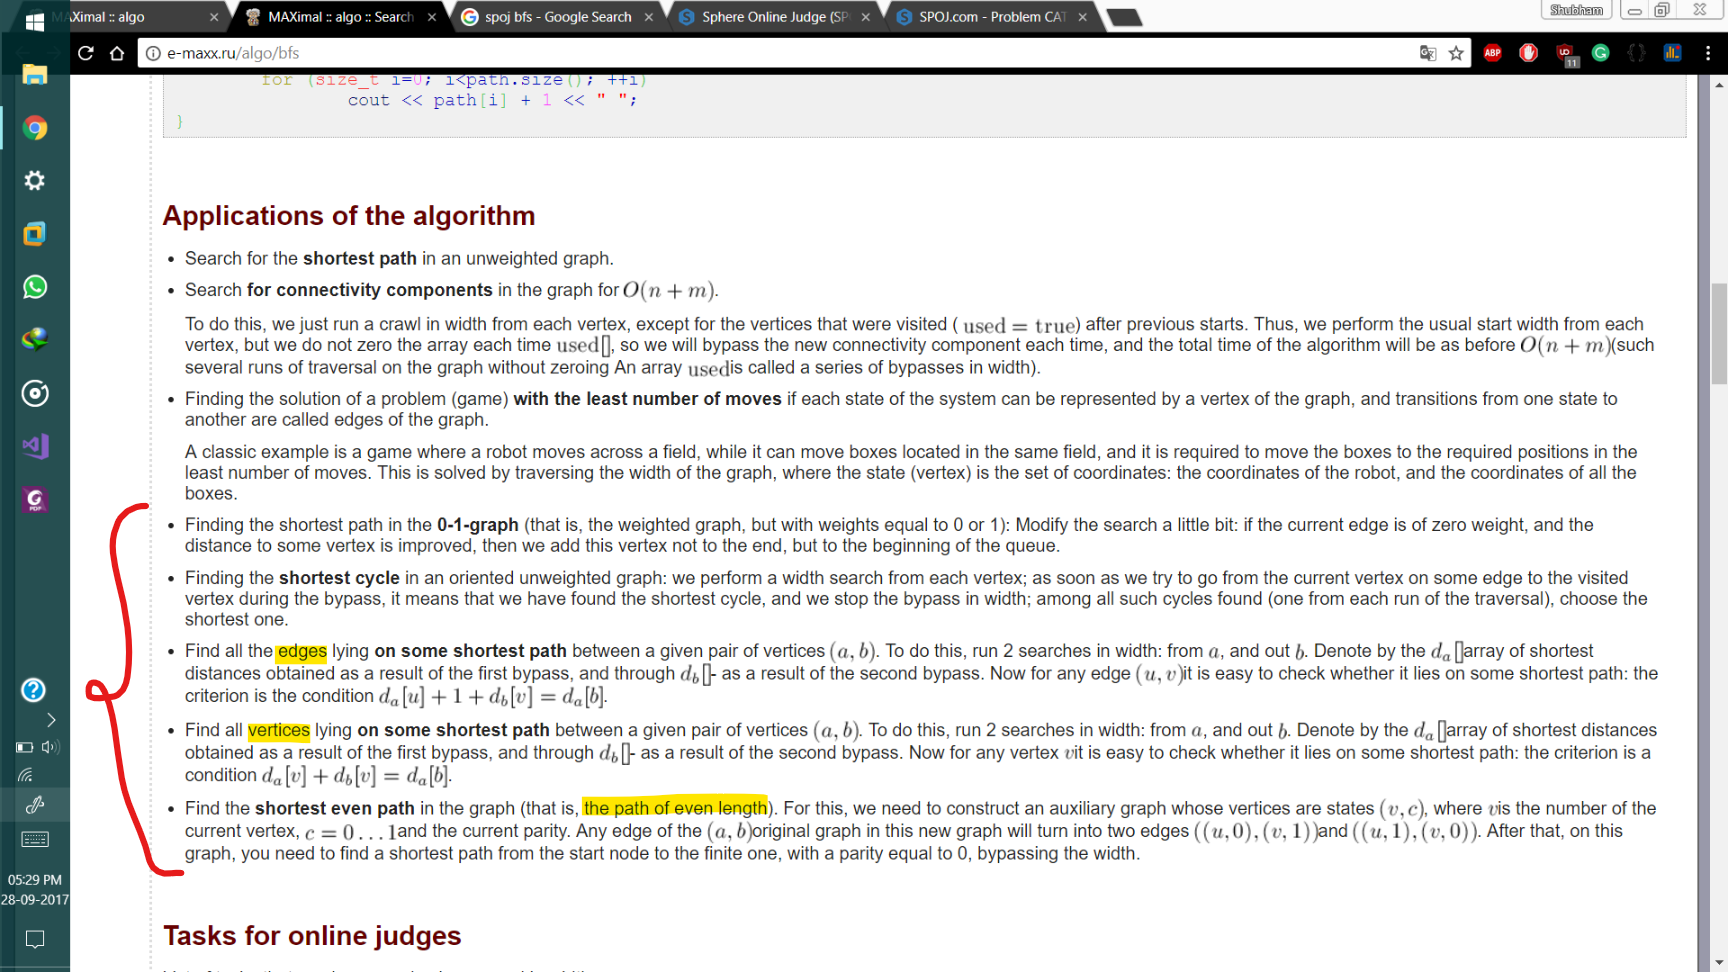 MAXimal :: algo
MAXimal :: algo :: Search
spoj bfs - Google Search
Sphere Online Judge (SP
SPOJ.com - Problem CAT
Shubham
e-maxx.ru/algo/bfs
ABP
11
for (size_t i=0; i<path.size(); ++i)
cout << path[i] + 1 << " ";
}
Applications of the algorithm
• Search for the shortest path in an unweighted graph.
• Search for connectivity components in the graph for O(n + m).
To do this, we just run a crawl in width from each vertex, except for the vertices that were visited ( used = true) after previous starts. Thus, we perform the usual start width from each
vertex, but we do not zero the array each time used[], so we will bypass the new connectivity component each time, and the total time of the algorithm will be as before O(n + m)(such
several runs of traversal on the graph without zeroing An array usedis called a series of bypasses in width).
• Finding the solution of a problem (game) with the least number of moves if each state of the system can be represented by a vertex of the graph, and transitions from one state to
another are called edges of the graph.
A classic example is a game where a robot moves across a field, while it can move boxes located in the same field, and it is required to move the boxes to the required positions in the
least number of moves. This is solved by traversing the width of the graph, where the state (vertex) is the set of coordinates: the coordinates of the robot, and the coordinates of all the
boxes.
• Finding the shortest path in the 0-1-graph (that is, the weighted graph, but with weights equal to 0 or 1): Modify the search a little bit: if the current edge is of zero weight, and the
distance to some vertex is improved, then we add this vertex not to the end, but to the beginning of the queue.
• Finding the shortest cycle in an oriented unweighted graph: we perform a width search from each vertex; as soon as we try to go from the current vertex on some edge to the visited
vertex during the bypass, it means that we have found the shortest cycle, and we stop the bypass in width; among all such cycles found (one from each run of the traversal), choose the
shortest one.
• Find all the edges lying on some shortest path between a given pair of vertices (a, b). To do this, run 2 searches in width: from a, and out b. Denote by the dₐ[]array of shortest
distances obtained as a result of the first bypass, and through d_b[]- as a result of the second bypass. Now for any edge (u, v)it is easy to check whether it lies on some shortest path: the
criterion is the condition dₐ[u] + 1 + d_b[v] = dₐ[b].
• Find all vertices lying on some shortest path between a given pair of vertices (a, b). To do this, run 2 searches in width: from a, and out b. Denote by the dₐ[]array of shortest distances
obtained as a result of the first bypass, and through d_b[]- as a result of the second bypass. Now for any vertex vit is easy to check whether it lies on some shortest path: the criterion is a
condition dₐ[v] + d_b[v] = dₐ[b].
• Find the shortest even path in the graph (that is, the path of even length). For this, we need to construct an auxiliary graph whose vertices are states (v, c), where vis the number of the
current vertex, c = 0 . . . 1and the current parity. Any edge of the (a, b)original graph in this new graph will turn into two edges ((u, 0), (v, 1))and ((u, 1), (v, 0)). After that, on this
graph, you need to find a shortest path from the start node to the finite one, with a parity equal to 0, bypassing the width.
Tasks for online judges
05:29 PM
28-09-2017